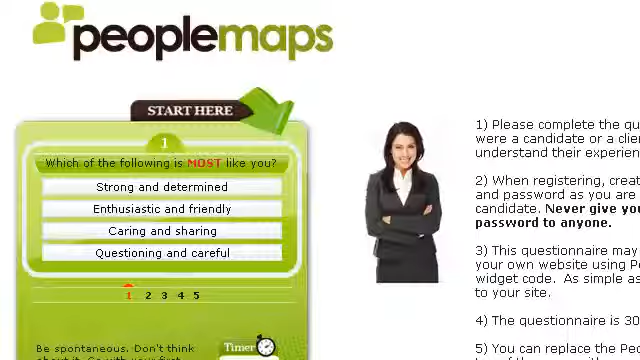 peoplemaps
START HERE
1
Which of the following is MOST like you?
Strong and determined
Enthusiastic and friendly
Caring and sharing
Questioning and careful
1 2 3 4 5
Be spontaneous. Don't think
Timer
1) Please complete the qu
were a candidate or a clie
understand their experien
2) When registering, creat
and password as you are
candidate. Never give you
password to anyone.
3) This questionnaire may
your own website using Pe
widget code. As simple as
to your site.
4) The questionnaire is 30
5) You can replace the Peo